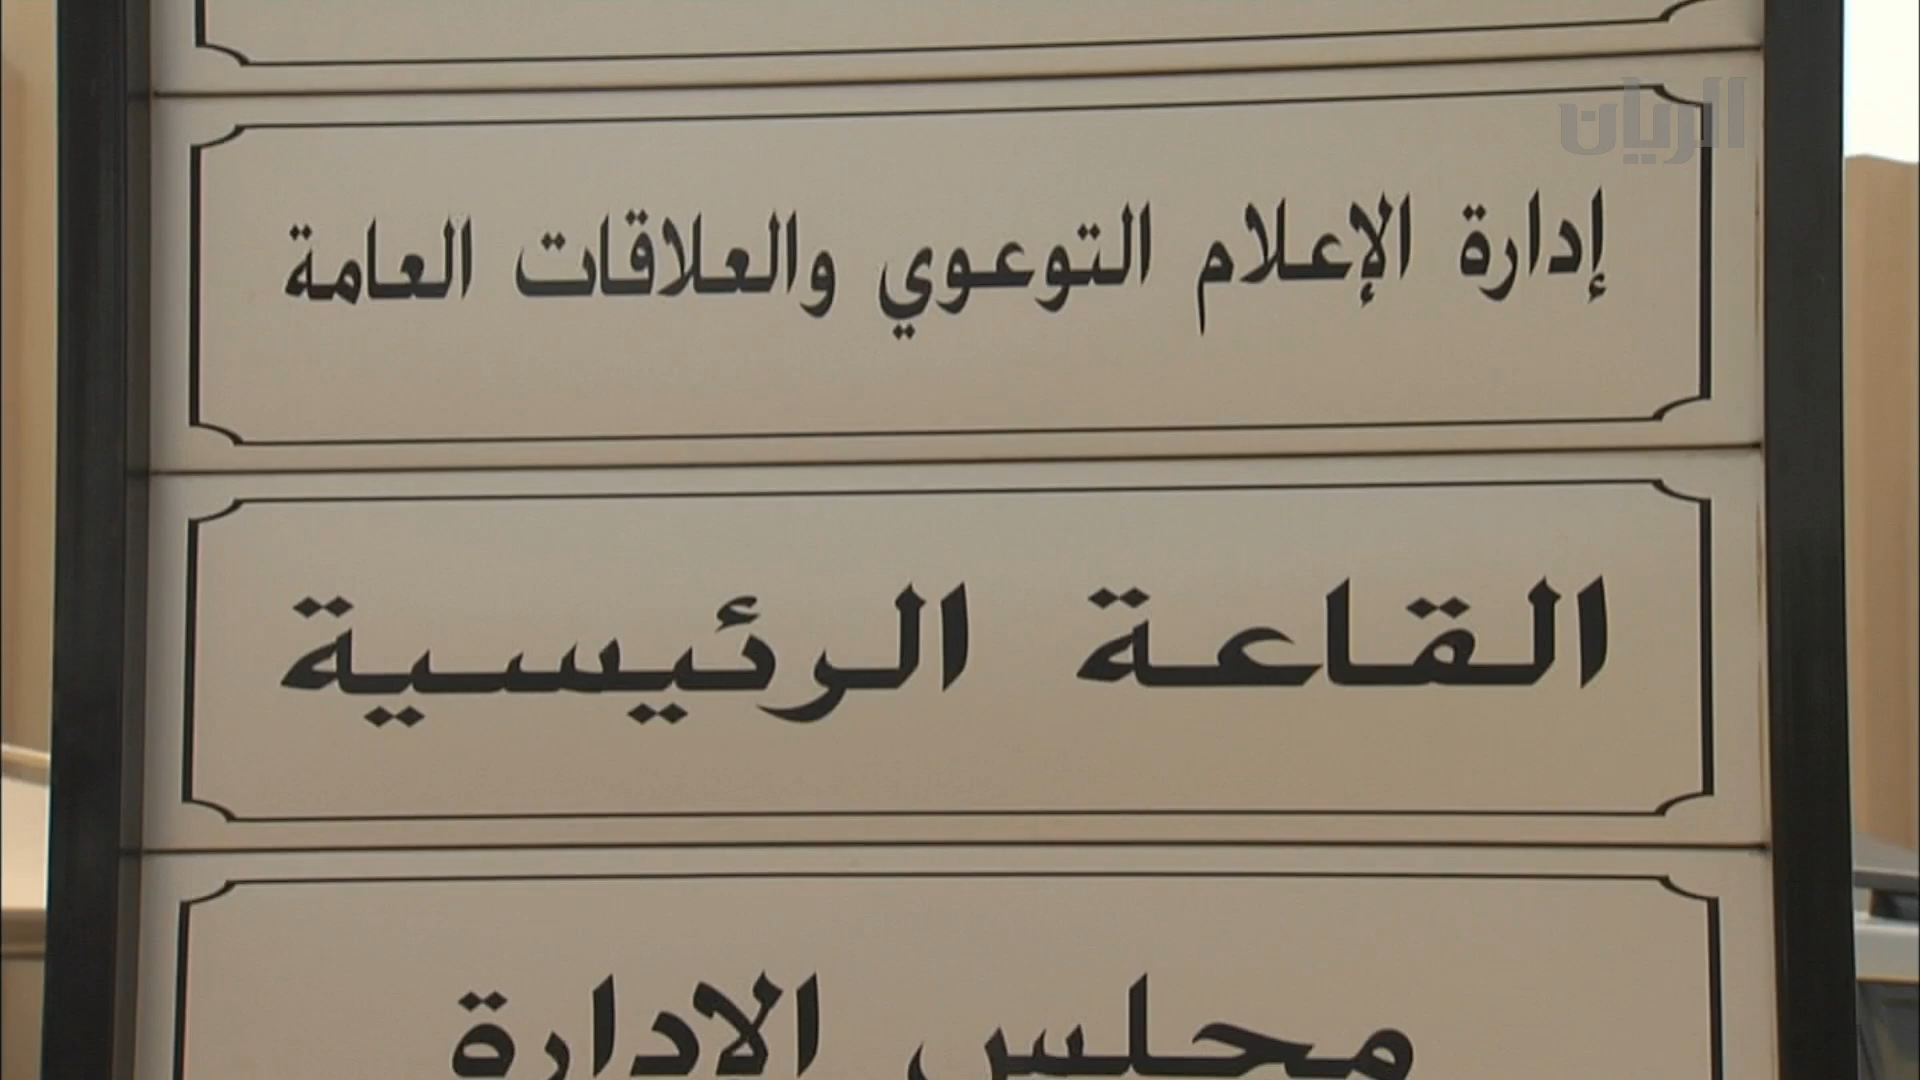 الريان
إدارة الإعلام التوعوي والعلاقات العامة
القاعة الرئيسية
مجلس الادارة